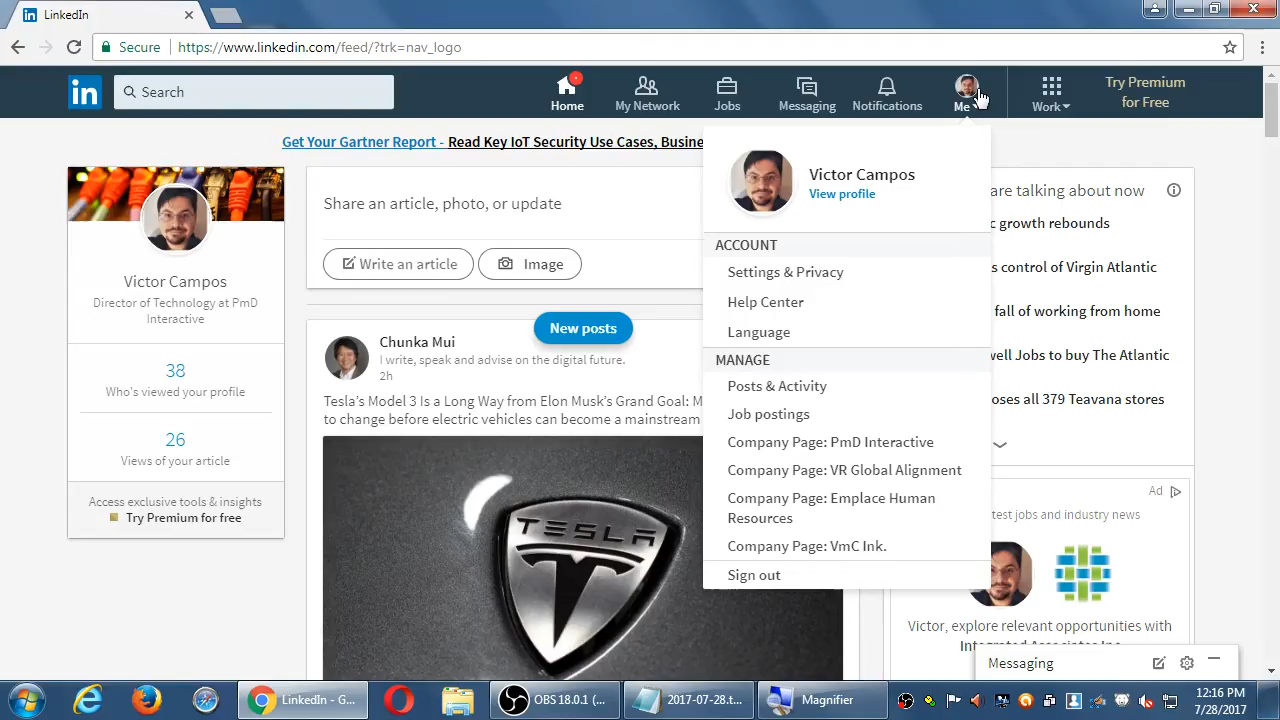 LinkedIn
Secure https://www.linkedin.com/feed/?trk=nav_logo
in Search Home My Network Jobs Messaging Notifications Me Work Try Premium for Free
Get Your Gartner Report - Read Key IoT Security Use Cases, Busine
Victor Campos
Director of Technology at PmD
Interactive
38
Who's viewed your profile
26
Views of your article
Access exclusive tools & insights
Try Premium for free
Share an article, photo, or update
Write an article Image
New posts
Chunka Mui
I write, speak and advise on the digital future.
2h
Tesla's Model 3 Is a Long Way from Elon Musk's Grand Goal: M
to change before electric vehicles can become a mainstream
TESLA
Victor Campos
View profile
ACCOUNT
Settings & Privacy
Help Center
Language
MANAGE
Posts & Activity
Job postings
Company Page: PmD Interactive
Company Page: VR Global Alignment
Company Page: Emplace Human
Resources
Company Page: VmC Ink.
Sign out
are talking about now
c growth rebounds
s control of Virgin Atlantic
fall of working from home
well Jobs to buy The Atlantic
oses all 379 Teavana stores
Ad
test jobs and industry news
Victor, explore relevant opportunities with
Integrated Associates Inc.
Messaging
LinkedIn - G... OBS 18.0.1 (... 2017-07-28.t... Magnifier
12:16 PM
7/28/2017